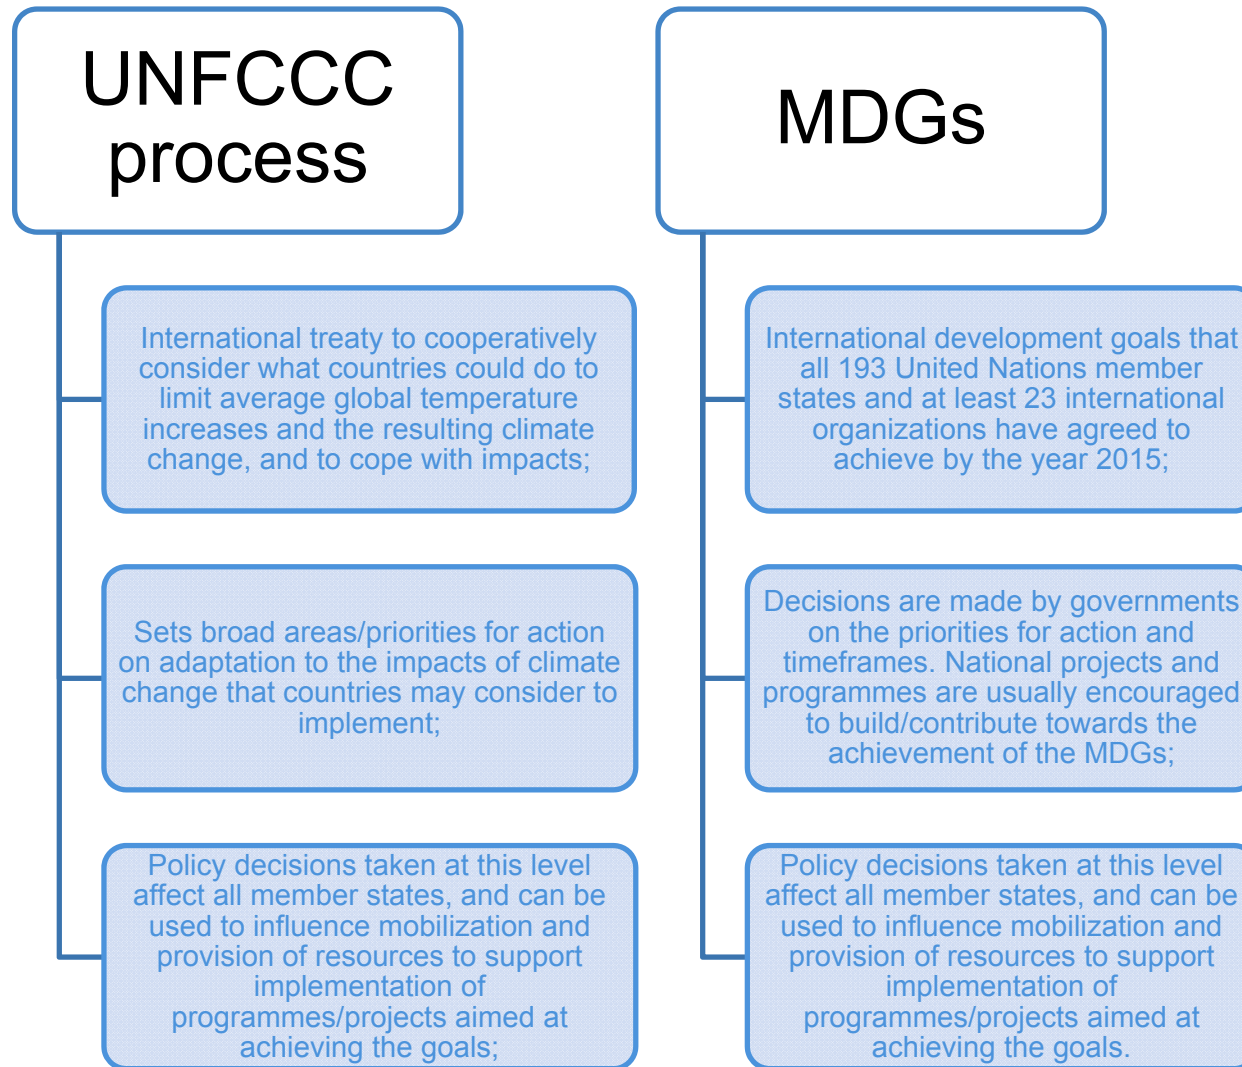 UNFCCC
process
International treaty to cooperatively
consider what countries could do to
limit average global temperature
increases and the resulting climate
change, and to cope with impacts;
Sets broad areas/priorities for action
on adaptation to the impacts of climate
change that countries may consider to
implement;
Policy decisions taken at this level
affect all member states, and can be
used to influence mobilization and
provision of resources to support
implementation of
programmes/projects aimed at
achieving the goals;
MDGs
International development goals that
all 193 United Nations member
states and at least 23 international
organizations have agreed to
achieve by the year 2015;
Decisions are made by governments
on the priorities for action and
timeframes. National projects and
programmes are usually encouraged
to build/contribute towards the
achievement of the MDGs;
Policy decisions taken at this level
affect all member states, and can be
used to influence mobilization and
provision of resources to support
implementation of
programmes/projects aimed at
achieving the goals.